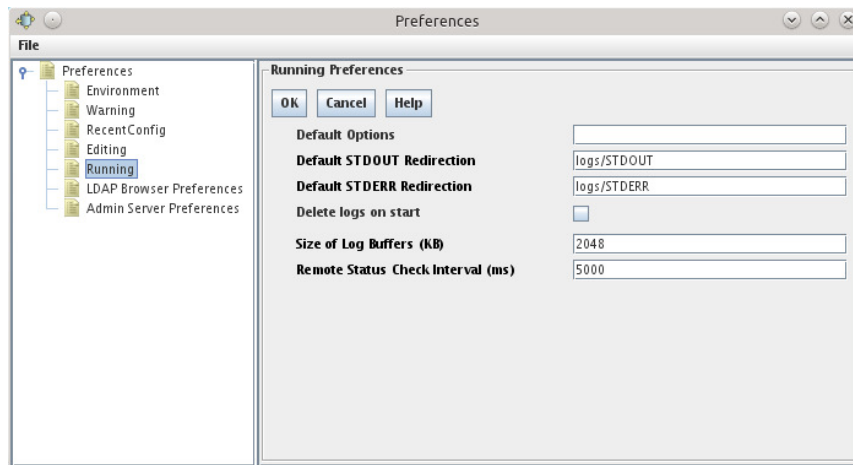 Preferences
File
Preferences
Environment
Warning
RecentConfig
Editing
Running
LDAP Browser Preferences
Admin Server Preferences
Running Preferences
OK Cancel Help
Default Options
Default STDOUT Redirection logs/STDOUT
Default STDERR Redirection logs/STDERR
Delete logs on start
Size of Log Buffers (KB) 2048
Remote Status Check Interval (ms) 5000